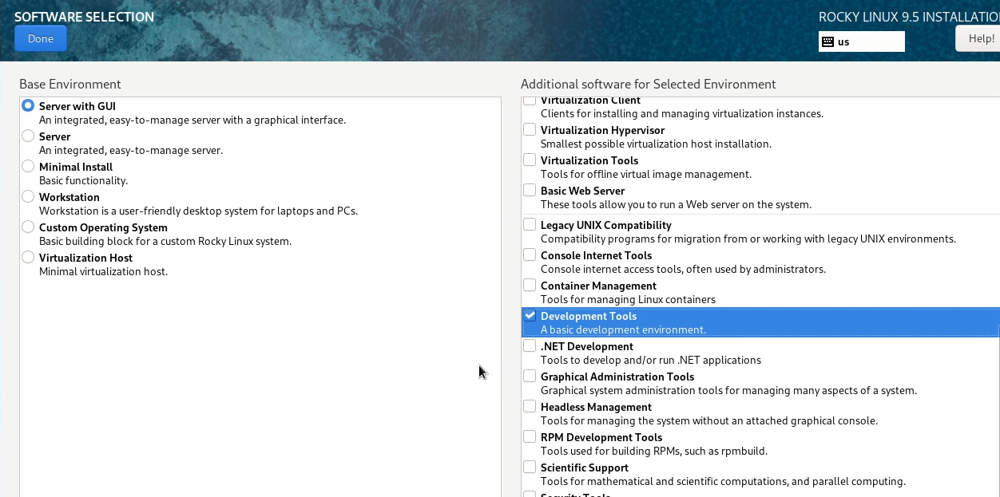 SOFTWARE SELECTION
ROCKY LINUX 9.5 INSTALLATIO
Done
us
Help!
Base Environment
Server with GUI
An integrated, easy-to-manage server with a graphical interface.
Server
An integrated, easy-to-manage server.
Minimal Install
Basic functionality.
Workstation
Workstation is a user-friendly desktop system for laptops and PCs.
Custom Operating System
Basic building block for a custom Rocky Linux system.
Virtualization Host
Minimal virtualization host.
Additional software for Selected Environment
Virtualization Client
Clients for installing and managing virtualization instances.
Virtualization Hypervisor
Smallest possible virtualization host installation.
Virtualization Tools
Tools for offline virtual image management.
Basic Web Server
These tools allow you to run a Web server on the system.
Legacy UNIX Compatibility
Compatibility programs for migration from or working with legacy UNIX environments.
Console Internet Tools
Console internet access tools, often used by administrators.
Container Management
Tools for managing Linux containers
Development Tools
A basic development environment.
.NET Development
Tools to develop and/or run .NET applications
Graphical Administration Tools
Graphical system administration tools for managing many aspects of a system.
Headless Management
Tools for managing the system without an attached graphical console.
RPM Development Tools
Tools used for building RPMs, such as rpmbuild.
Scientific Support
Tools for mathematical and scientific computations, and parallel computing.
Security Tools